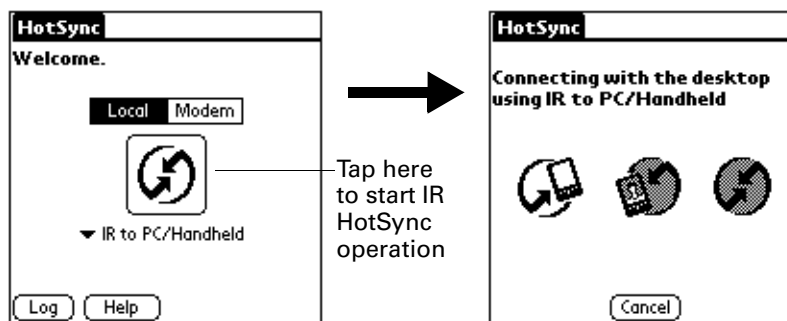 HotSync
Welcome.
Local Modem
IR to PC/Handheld
Log Help
Tap here
to start IR
HotSync
operation
HotSync
Connecting with the desktop
using IR to PC/Handheld
Cancel